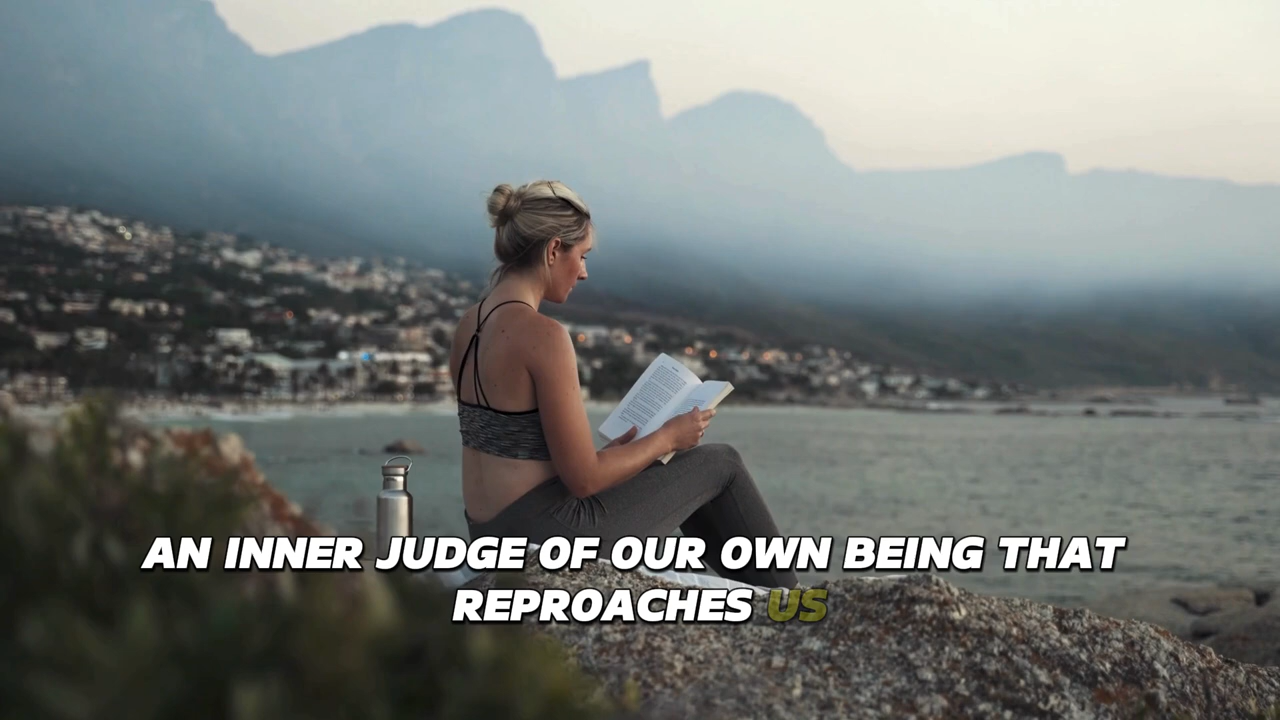 AN INNER JUDGE OF OUR OWN BEING THAT
REPROACHES US